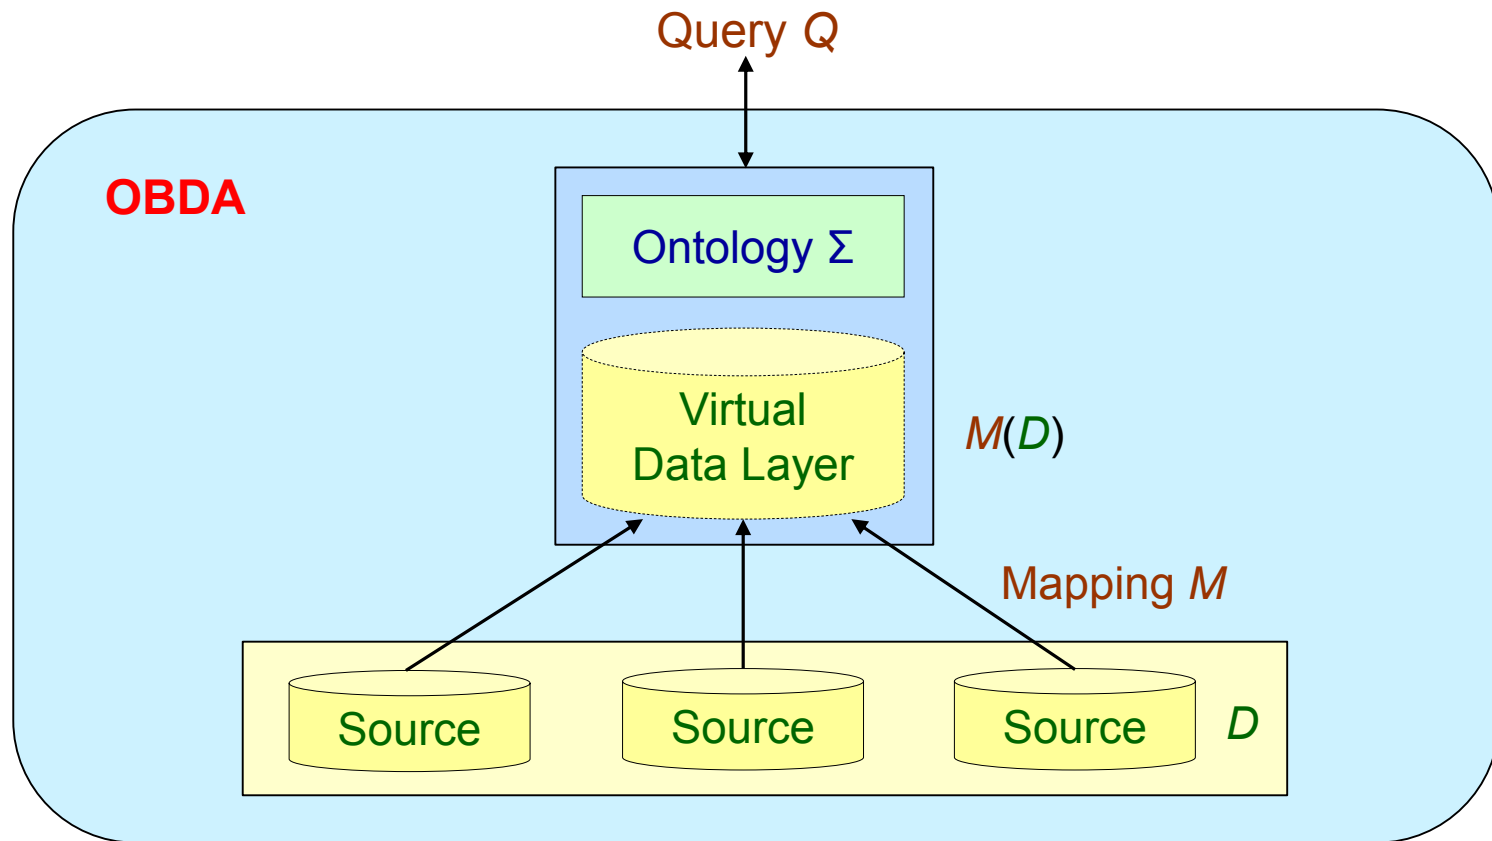 Query Q
OBDA
Ontology Σ
Virtual
Data Layer
M(D)
Mapping M
Source
Source
Source
D